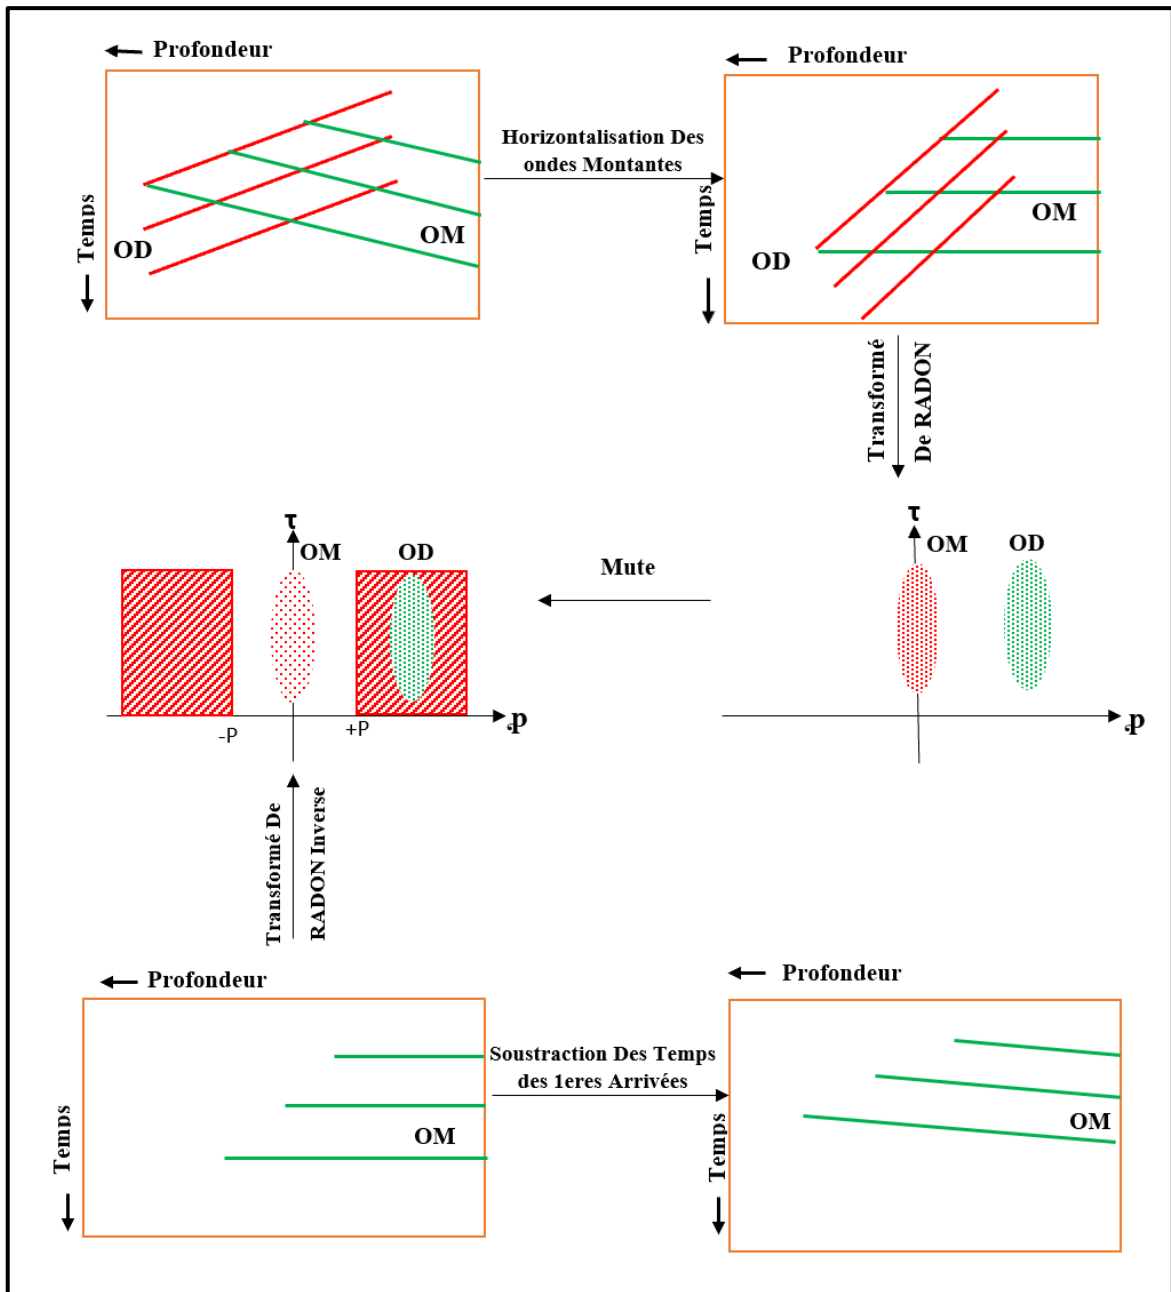 Profondeur
Profondeur
Temps
OD
OM
Horizontalisation Des
ondes Montantes
Temps
OD
OM
Transformé
De RADON
τ
OM
OD
-P
+P
p
Mute
τ
OM
OD
p
Transformé De
RADON Inverse
Profondeur
Profondeur
Temps
OM
Soustraction Des Temps
des 1eres Arrivées
Temps
OM